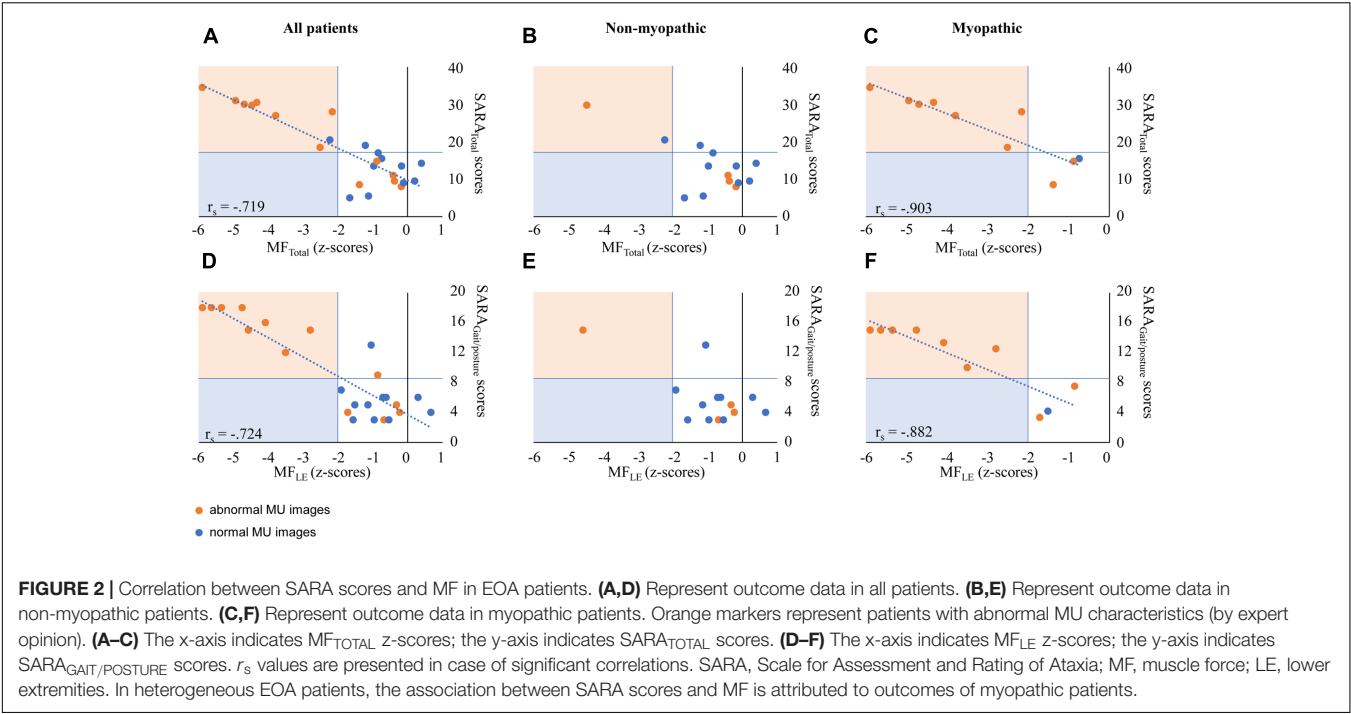 A All patients
B Non-myopathic
C Myopathic
40
30
20
10
0
SARATotal scores
rs = -.719
-6 -5 -4 -3 -2 -1 0 1
MFTotal (z-scores)
40
30
20
10
0
SARATotal scores
-6 -5 -4 -3 -2 -1 0 1
MFTotal (z-scores)
40
30
20
10
0
SARATotal scores
rs = -.903
-6 -5 -4 -3 -2 -1 0
MFTotal (z-scores)
D
20
16
12
8
4
0
SARAGait/posture scores
rs = -.724
-6 -5 -4 -3 -2 -1 0 1
MFLE (z-scores)
E
20
16
12
8
4
0
SARAGait/posture scores
-6 -5 -4 -3 -2 -1 0 1
MFLE (z-scores)
F
20
16
12
8
4
0
SARAGait/posture scores
rs = -.882
-6 -5 -4 -3 -2 -1 0
MFLE (z-scores)
abnormal MU images
normal MU images
FIGURE 2 | Correlation between SARA scores and MF in EOA patients. (A,D) Represent outcome data in all patients. (B,E) Represent outcome data in
non-myopathic patients. (C,F) Represent outcome data in myopathic patients. Orange markers represent patients with abnormal MU characteristics (by expert
opinion). (A–C) The x-axis indicates MFTOTAL z-scores; the y-axis indicates SARATOTAL scores. (D–F) The x-axis indicates MFLE z-scores; the y-axis indicates
SARAGAIT/POSTURE scores. rs values are presented in case of significant correlations. SARA, Scale for Assessment and Rating of Ataxia; MF, muscle force; LE, lower
extremities. In heterogeneous EOA patients, the association between SARA scores and MF is attributed to outcomes of myopathic patients.